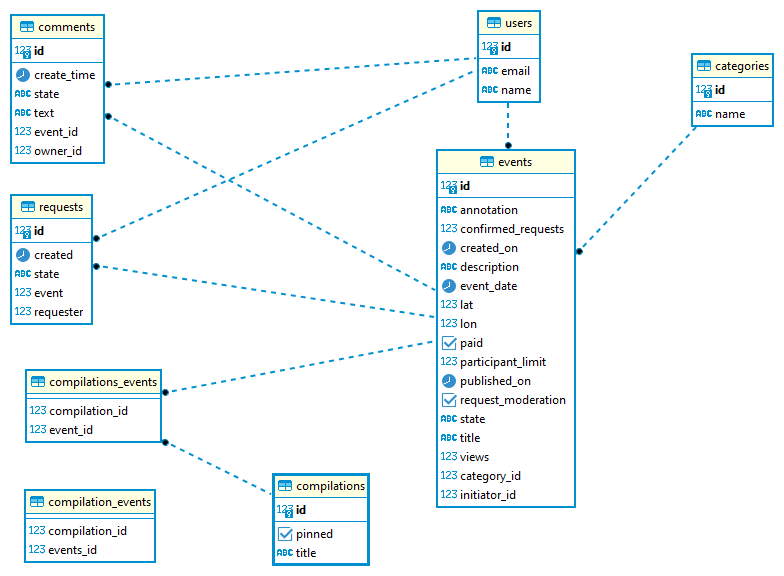 comments
123 id
create_time
ABC state
ABC text
123 event_id
123 owner_id
users
123 id
ABC email
ABC name
categories
123 id
ABC name
events
123 id
ABC annotation
123 confirmed_requests
created_on
ABC description
event_date
123 lat
123 lon
paid
123 participant_limit
published_on
request_moderation
ABC state
ABC title
123 views
123 category_id
123 initiator_id
requests
123 id
created
ABC state
123 event
123 requester
compilations_events
123 compilation_id
123 event_id
compilation_events
123 compilation_id
123 events_id
compilations
123 id
pinned
ABC title